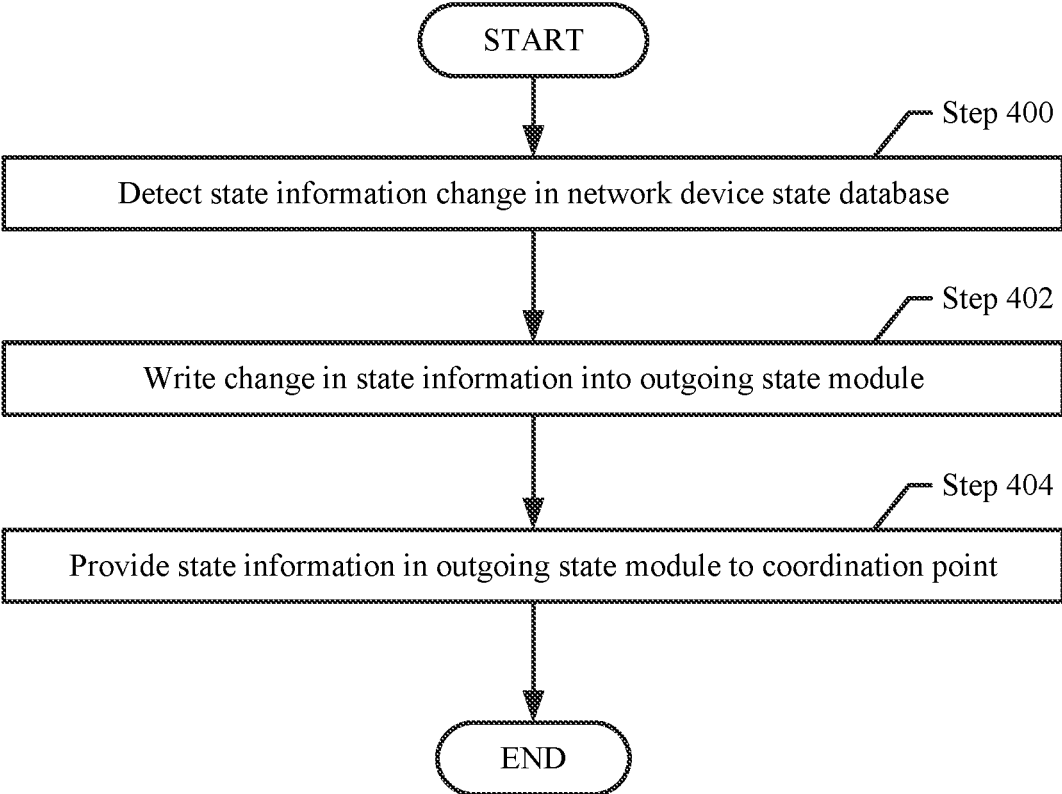 START
Step 400
Detect state information change in network device state database
Step 402
Write change in state information into outgoing state module
Step 404
Provide state information in outgoing state module to coordination point
END